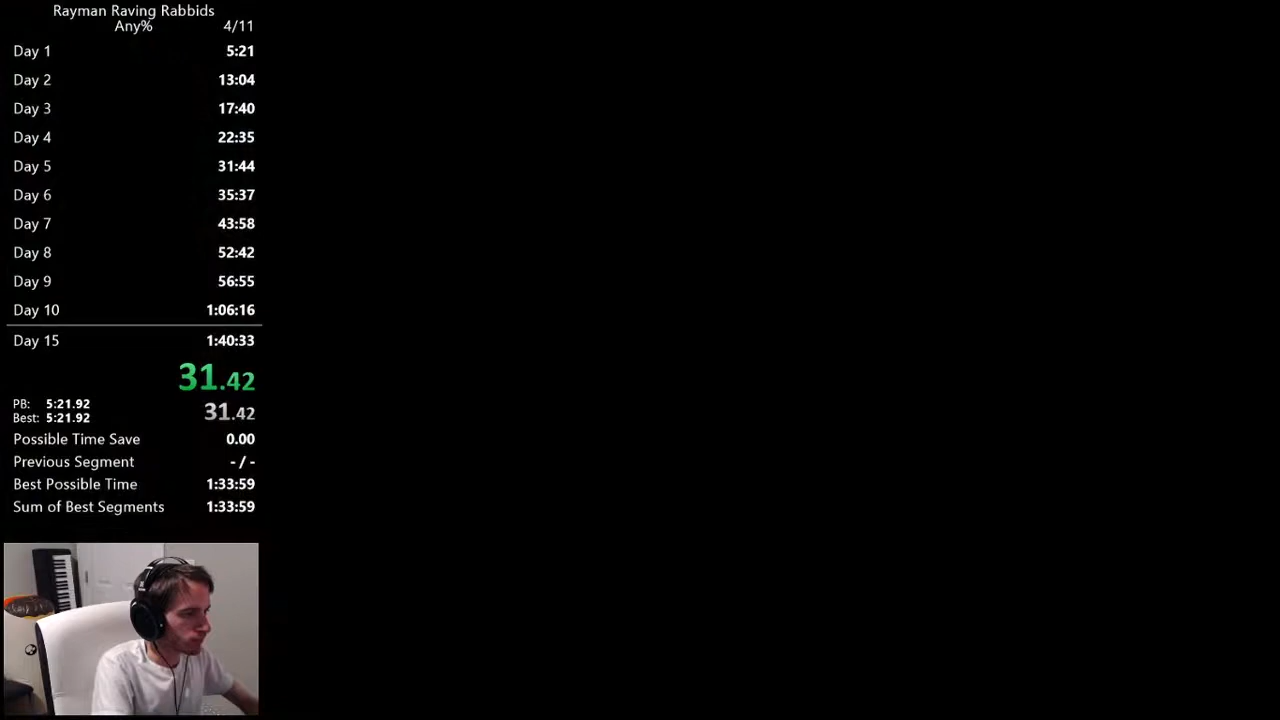 Rayman Raving Rabbids
Any% 4/11
Day 1 5:21
Day 2 13:04
Day 3 17:40
Day 4 22:35
Day 5 31:44
Day 6 35:37
Day 7 43:58
Day 8 52:42
Day 9 56:55
Day 10 1:06:16
Day 15 1:40:33
31.42
PB: 5:21.92 31.42
Best: 5:21.92
Possible Time Save 0.00
Previous Segment - / -
Best Possible Time 1:33:59
Sum of Best Segments 1:33:59